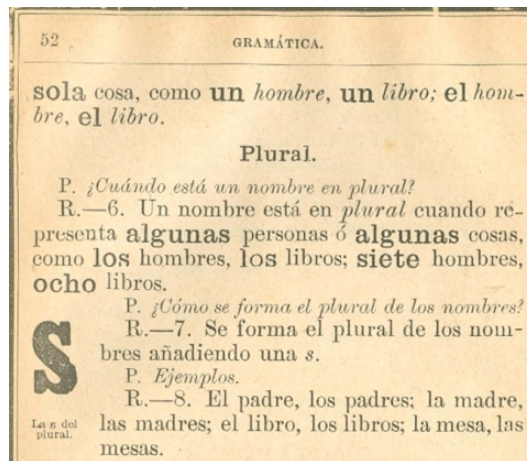 52
GRAMÁTICA.
sola cosa, como un hombre, un libro; el hom-
bre, el libro.
Plural.
P. ¿Cuándo está un nombre en plural?
R.—6. Un nombre está en plural cuando re-
presenta algunas personas ó algunas cosas,
como los hombres, los libros; siete hombres,
ocho libros.
P. ¿Cómo se forma el plural de los nombres?
R.—7. Se forma el plural de los nom-
bres añadiendo una s.
P. Ejemplos.
R.—8. El padre, los padres; la madre,
las madres; el libro, los libros; la mesa, las
mesas.
S
La s del
plural.